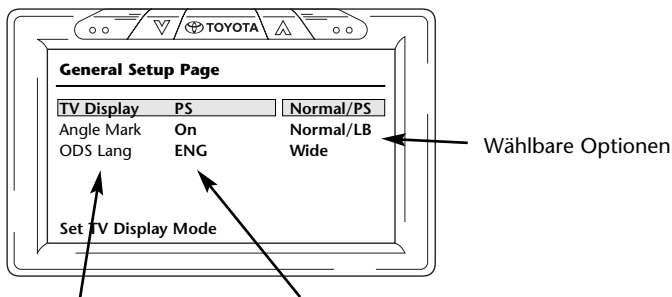 TOYOTA
General Setup Page
TV Display PS Normal/PS
Angle Mark On Normal/LB
ODS Lang ENG Wide
Wählbare Optionen
Set TV Display Mode